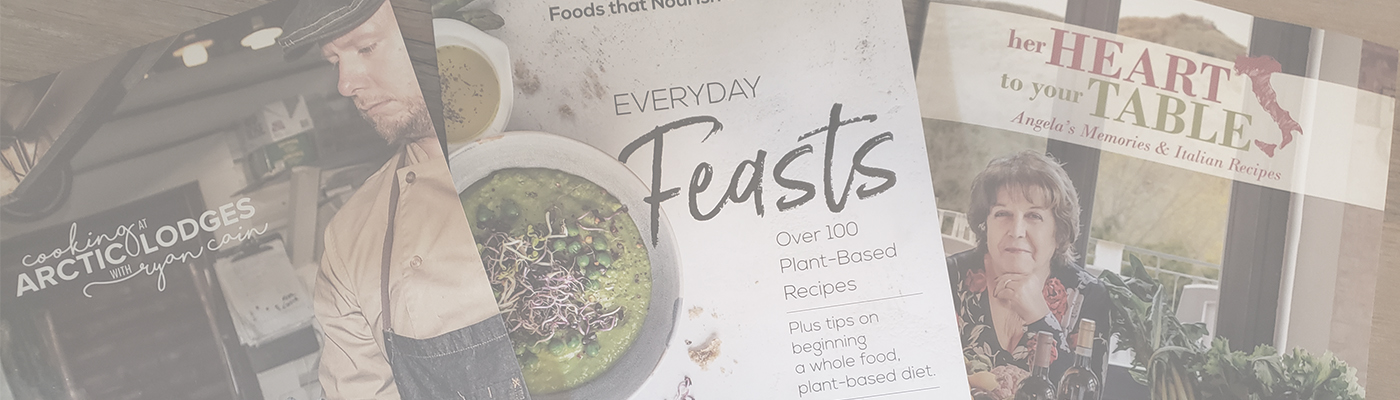 cooking AT
ARCTIC LODGES
WITH ryan cain
Foods that Nourish
EVERYDAY
Feasts
Over 100
Plant-Based
Recipes
Plus tips on
beginning
a whole food,
plant-based diet.
her HEART
to your TABLE
Angela's Memories & Italian Recipes